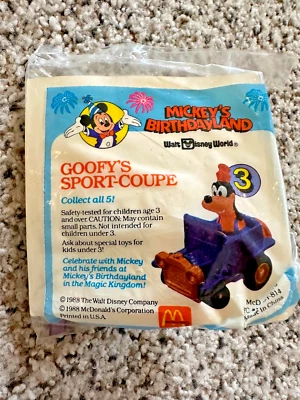 MICKEY'S
BIRTHDAYLAND
Walt Disney World®
GOOFY'S
SPORT-COUPE
3
Collect all 5!
Safety-tested for children age 3
and over. CAUTION: May contain
small parts. Not intended for
children under 3.
Ask about special toys for
kids under 3!
Celebrate with Mickey
and his friends at
Mickey's Birthdayland
in the Magic Kingdom!
© 1988 The Walt Disney Company
© 1988 McDonald's Corporation
Printed in U.S.A.
McD
in China